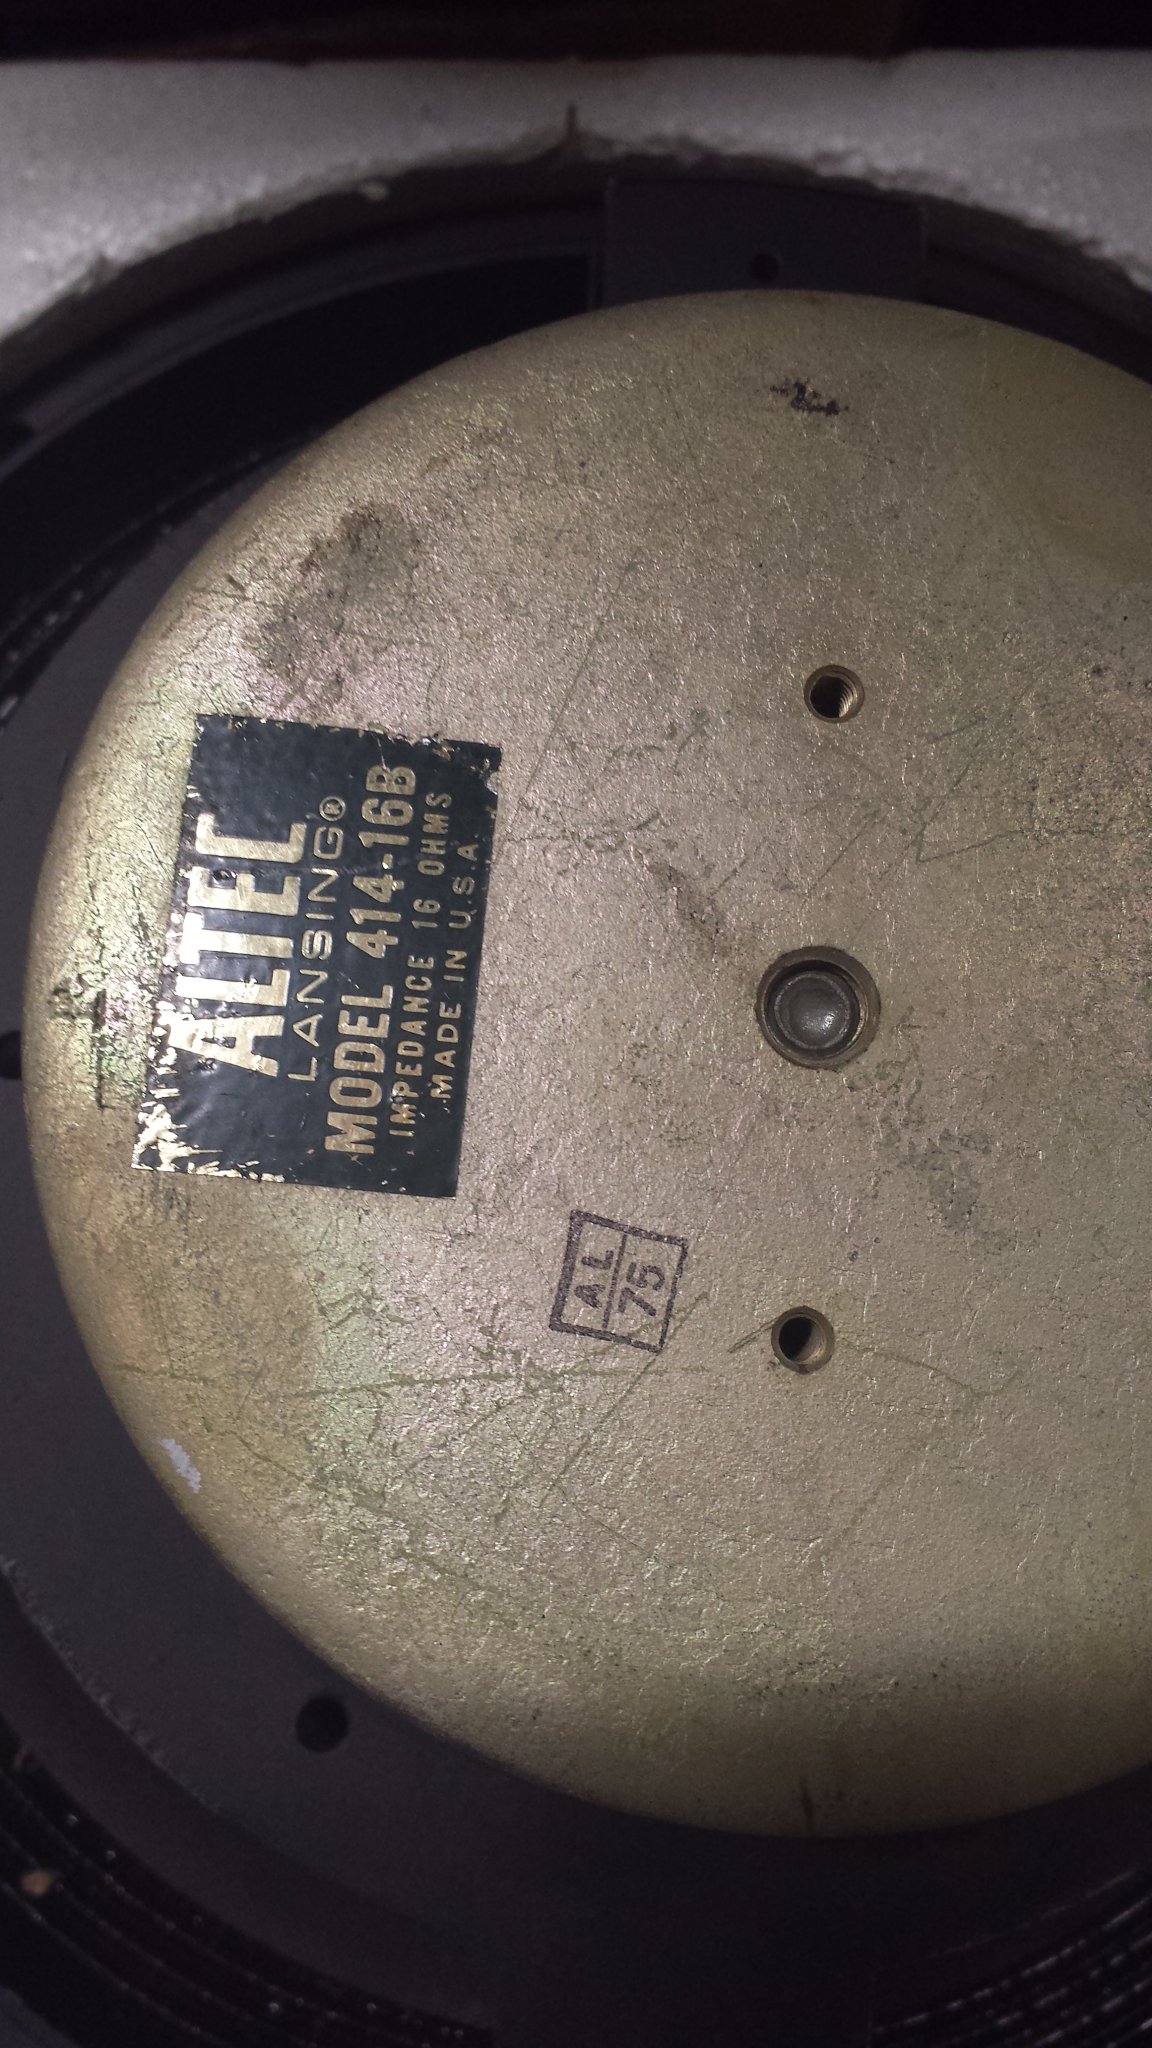 ALTEC
LANSING®
MODEL 414-16B
IMPEDANCE 16 OHMS
MADE IN U.S.A.
AL
75